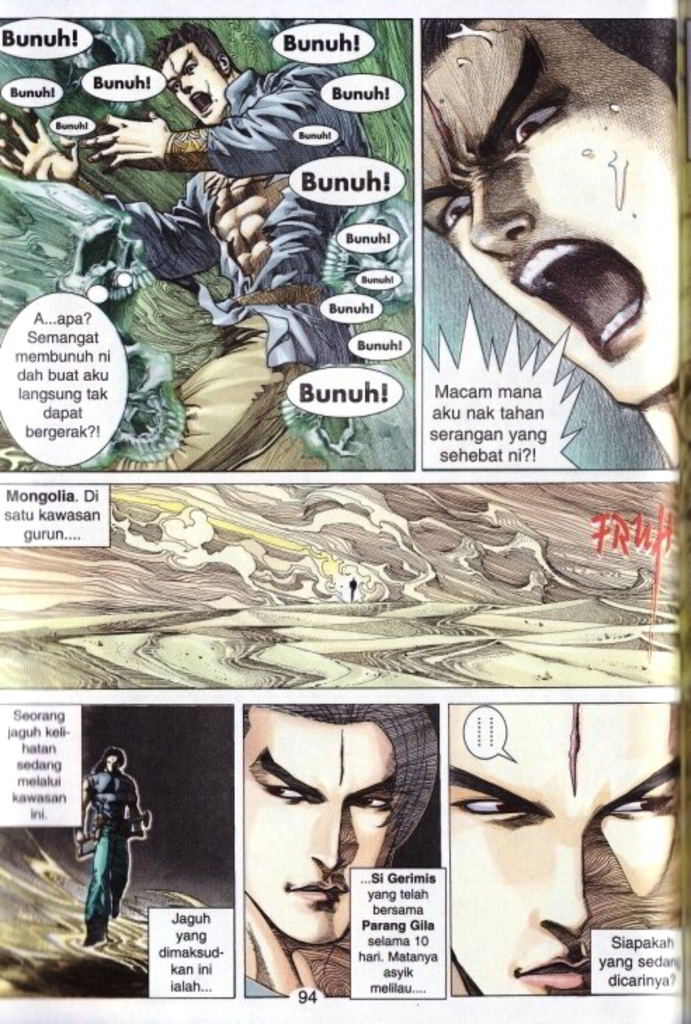 Bunuh!
Bunuh!
Bunuh!
Bunuh!
Bunuh!
Bunuh!
Bunuh!
Bunuh!
Bunuh!
Bunuh!
Bunuh!
Bunuh!
Bunuh!
A...apa?
Semangat
membunuh ni
dah buat aku
langsung tak
dapat
bergerak?!
Macam mana
aku nak tahan
serangan yang
sehebat ni?!
Mongolia. Di
satu kawasan
gurun....
FRUH
Seorang
jaguh keli-
hatan
sedang
melalui
kawasan
ini.
Jaguh
yang
dimaksud-
kan ini
ialah...
...Si Gerimis
yang telah
bersama
Parang Gila
selama 10
hari. Matanya
asyik
melilau....
Siapakah
yang sedang
dicarinya?
94